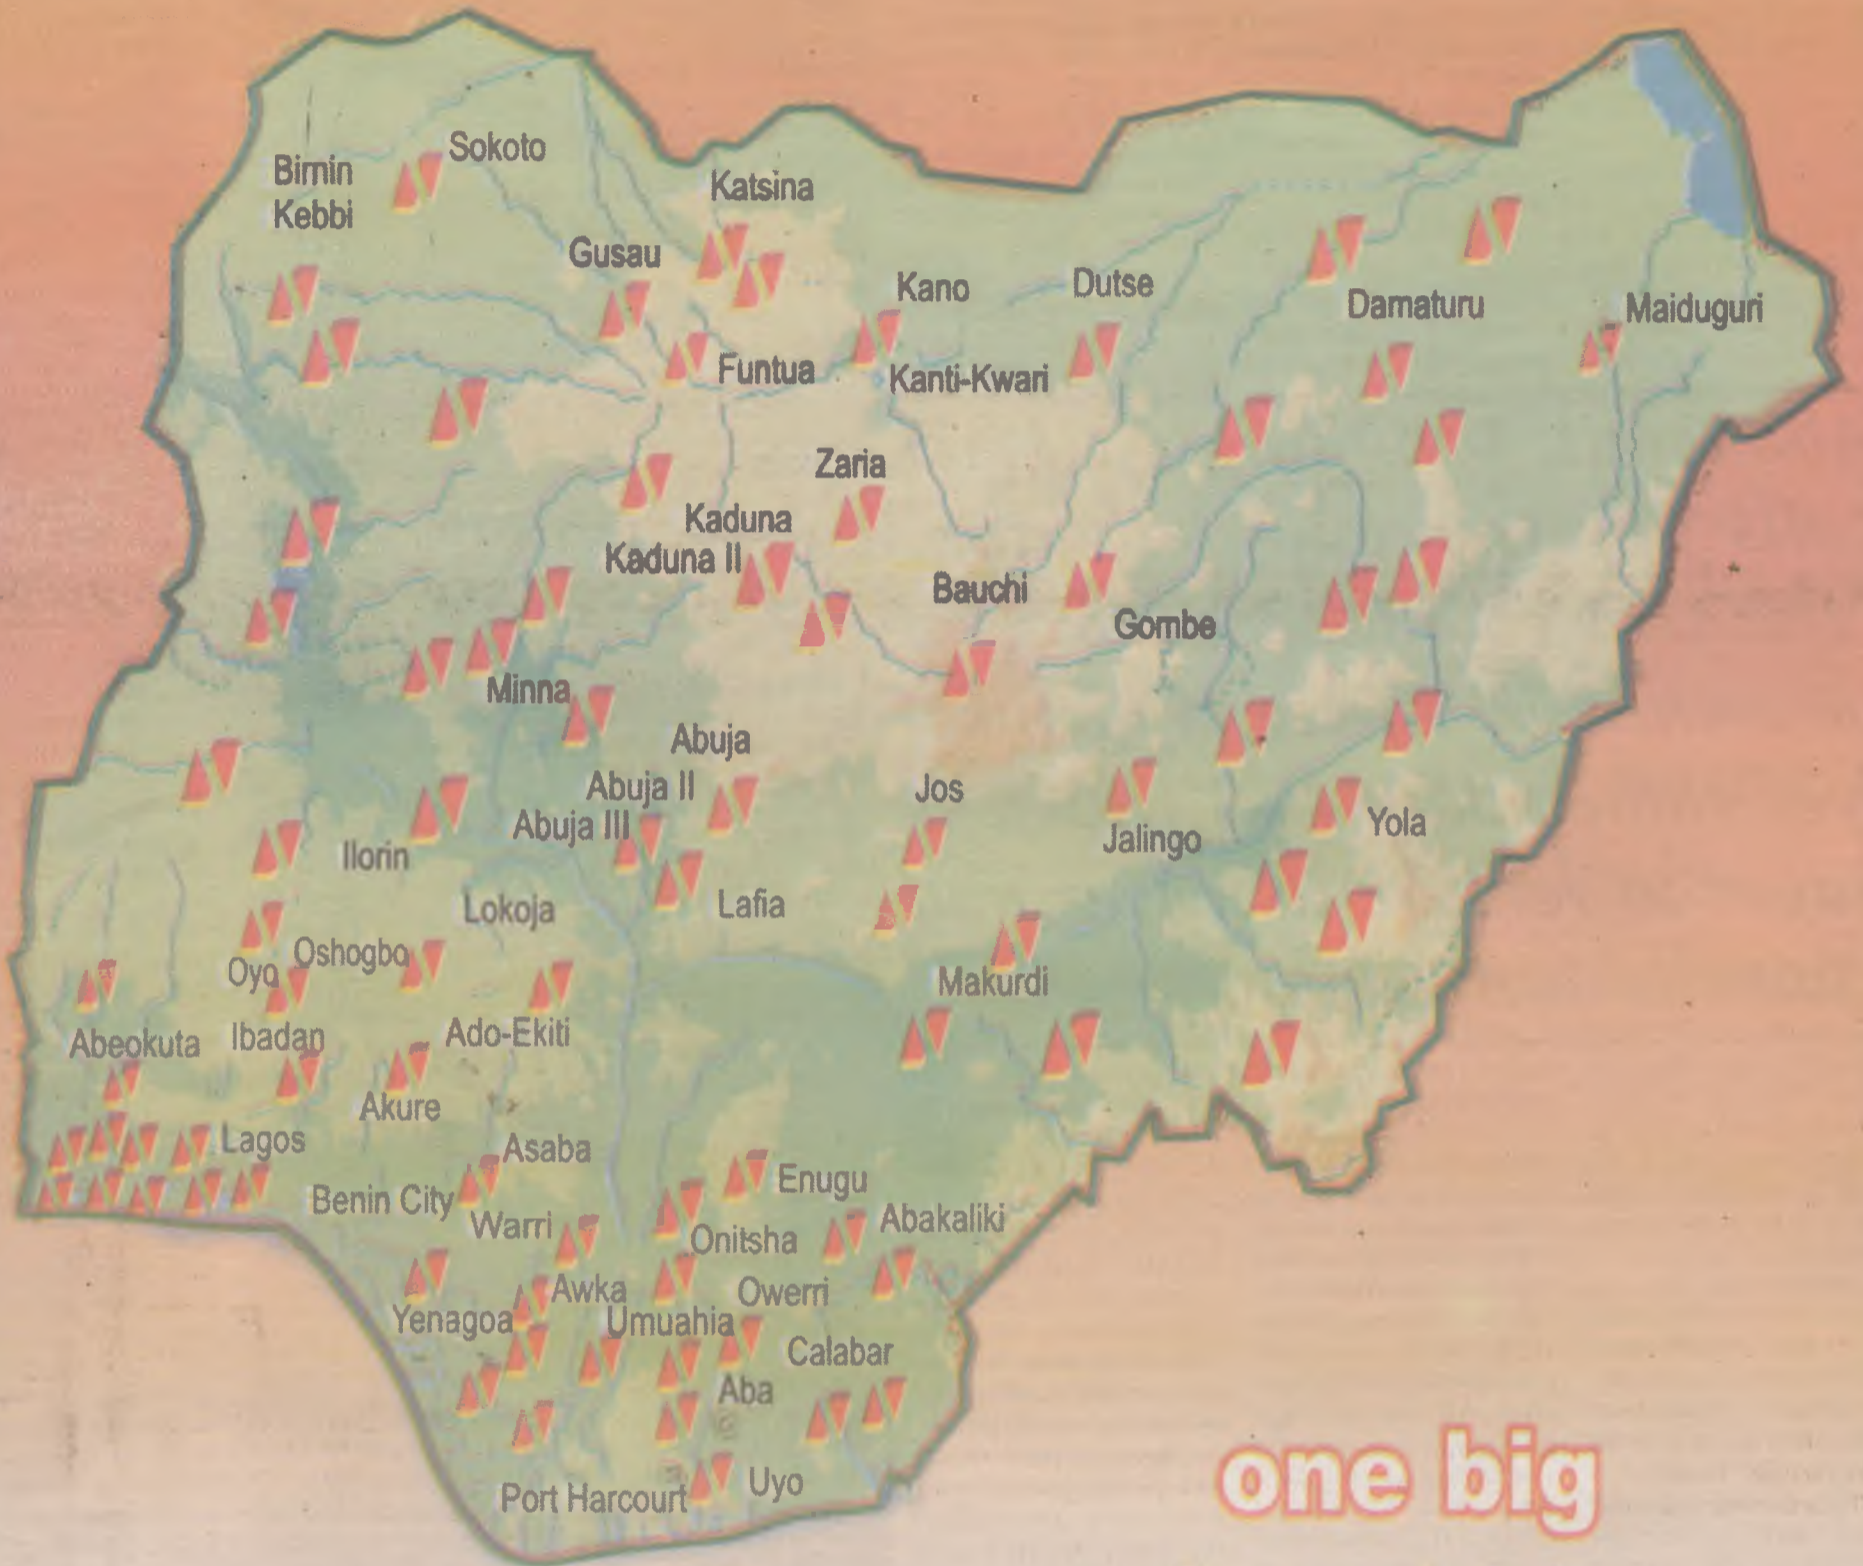 Sokoto
Birnin
Kebbi
Katsina
Gusau
Kano
Dutse
Damaturu
Maiduguri
Funtua
Kanti-Kwari
Zaria
Kaduna
Kaduna II
Bauchi
Gombe
Minna
Abuja
Abuja II
Jos
Abuja III
Yola
Jalingo
Ilorin
Lafia
Lokoja
Oshogbo
Oyo
Makurdi
Ado-Ekiti
Ibadan
Abeokuta
Akure
Lagos
Asaba
Enugu
Benin City
Warri
Abakaliki
Onitsha
Awka
Owerri
Yenagoa
Umuahia
Calabar
Aba
Uyo
Port Harcourt
one big